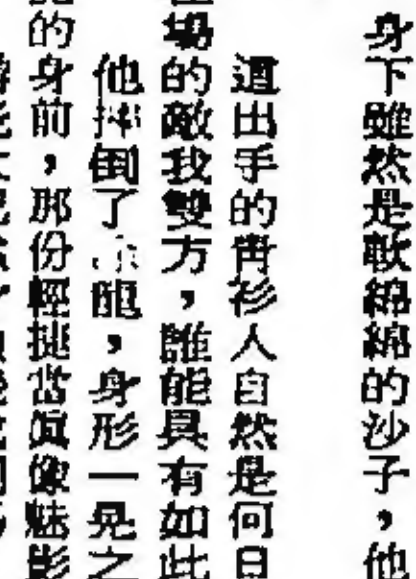 身下雖然是軟綿綿的沙子，他
這出手的青衫人自然是何
場的敵我雙方，誰能具有如此
他摔倒了龍，身形一晃之
的身前，那份輕捷當眞像魅影